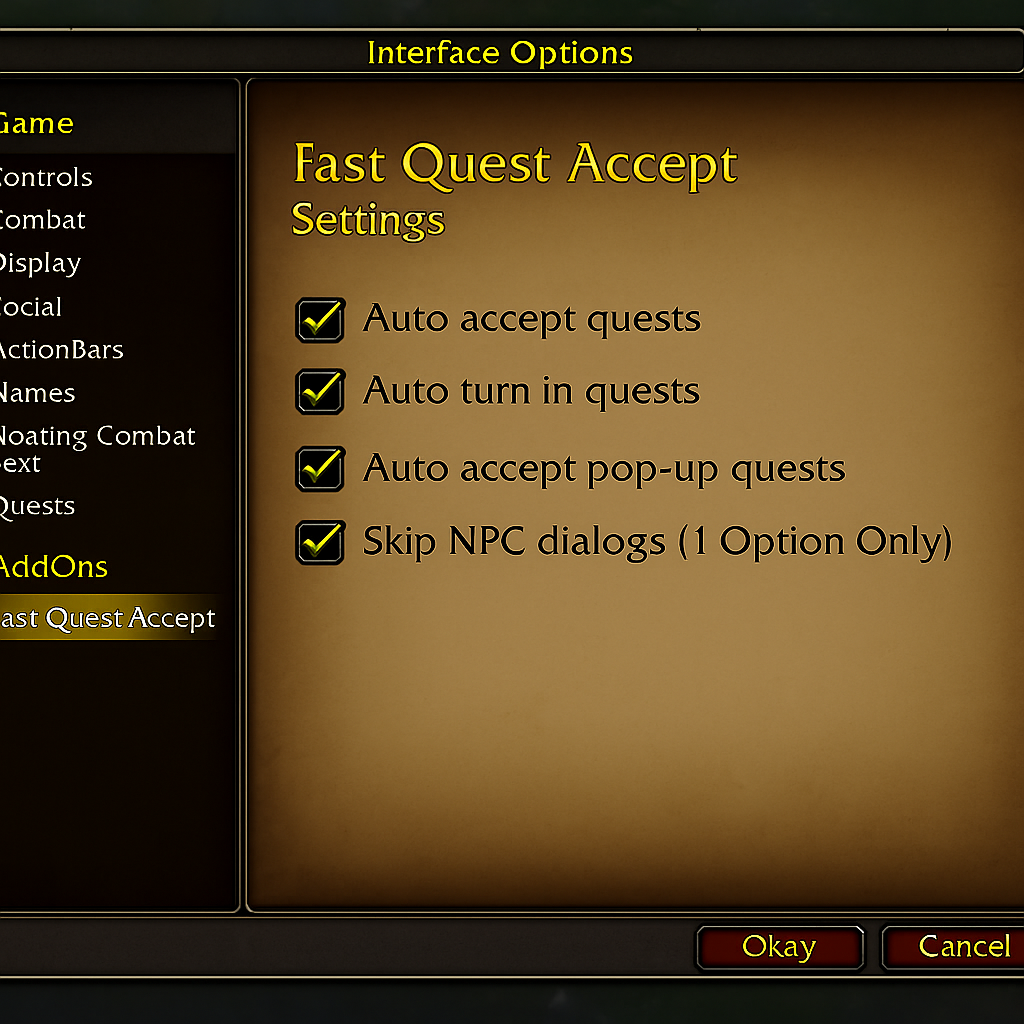 Interface Options
Game
Controls
Combat
Display
Social
ActionBars
Names
Noating Combat
ext
Quests
AddOns
Fast Quest Accept
Fast Quest Accept
Settings
Auto accept quests
Auto turn in quests
Auto accept pop-up quests
Skip NPC dialogs (1 Option Only)
Okay
Cancel